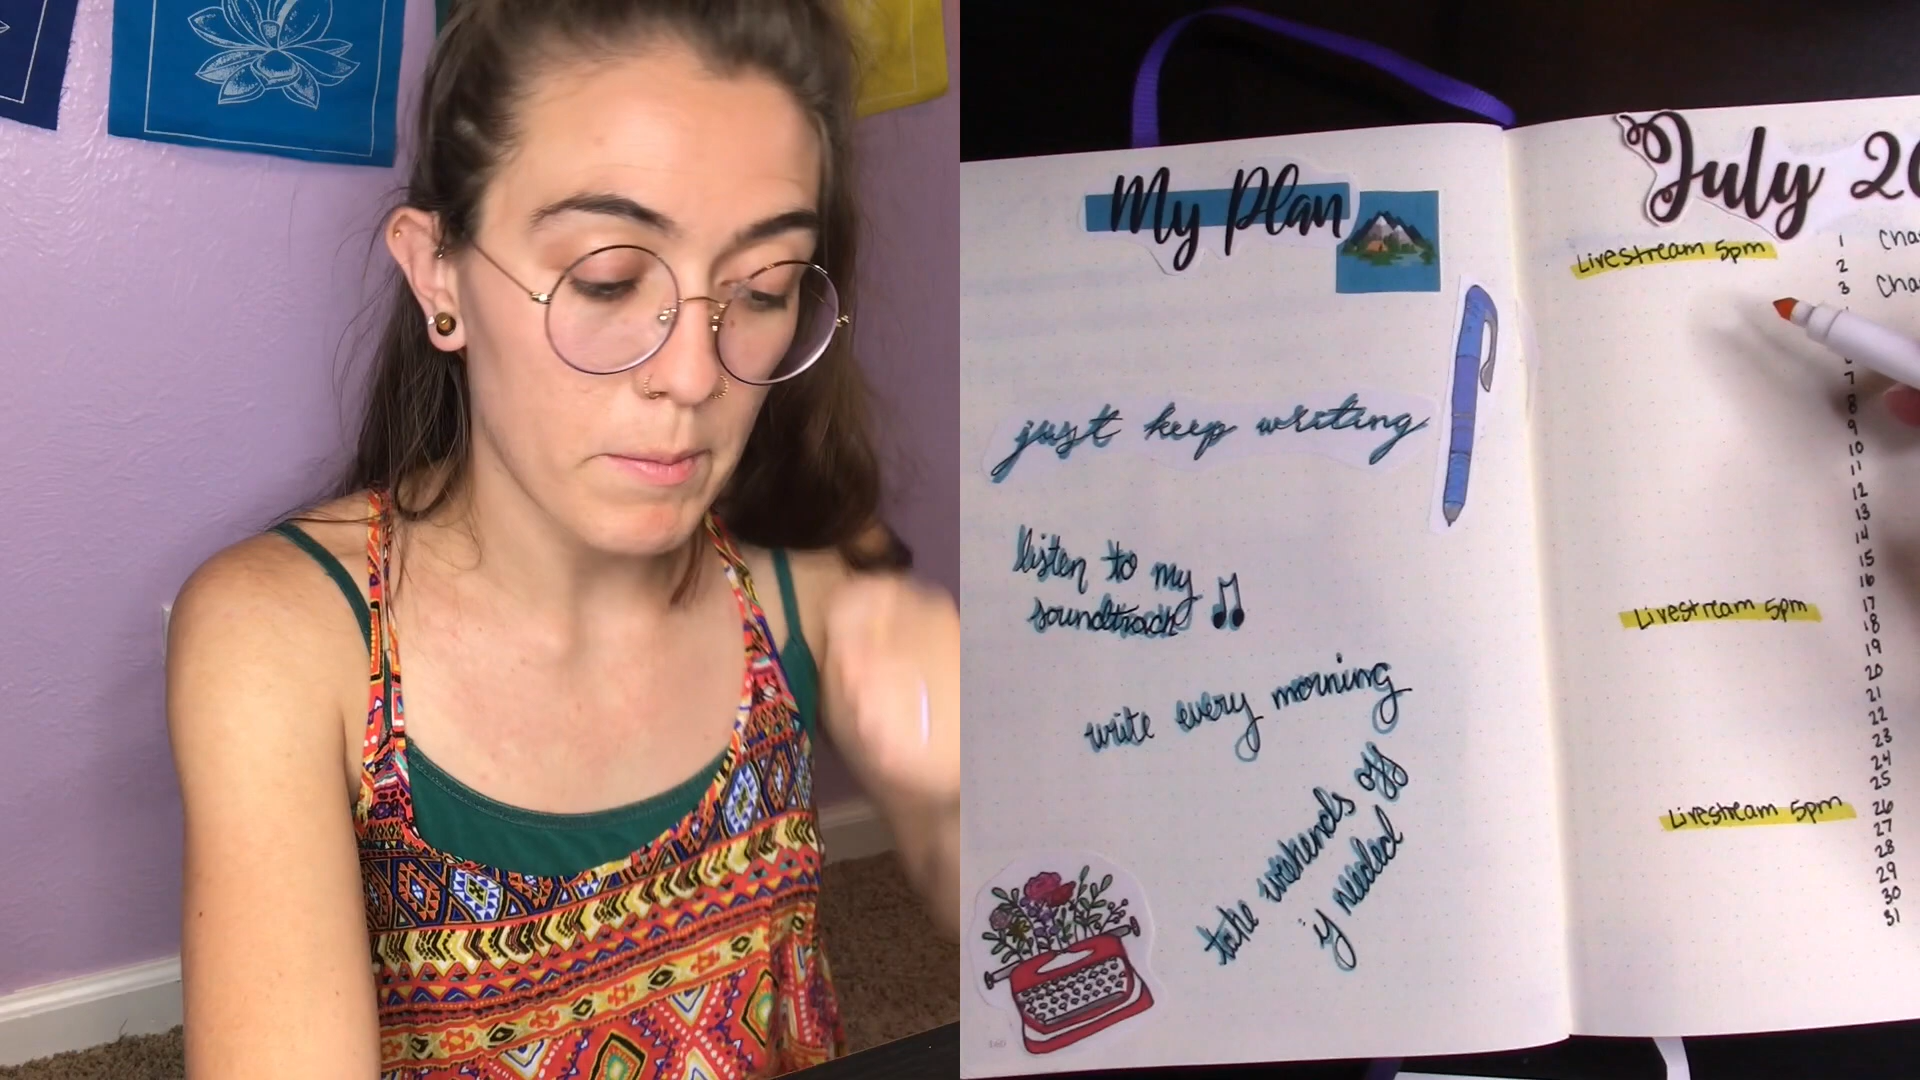 My Plan
just keep writing
listen to my
soundtrack
write every morning
take weekends off
if needed
July 20
Livestream 5pm
1
2
3
7
8
9
10
11
12
13
14
15
16
17
Livestream 5pm
18
19
20
21
22
23
24
25
Livestream 5pm
26
27
28
29
30
31